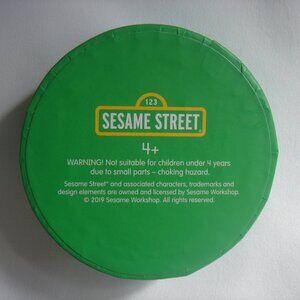 123
SESAME STREET
4+
WARNING! Not suitable for children under 4 years
due to small parts – choking hazard.
Sesame Street® and associated characters, trademarks and
design elements are owned and licensed by Sesame Workshop.
© 2019 Sesame Workshop. All rights reserved.